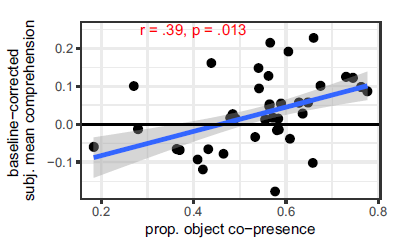 r = .39, p = .013
baseline−corrected
subj. mean comprehension
0.2
0.1
0.0
−0.1
0.2
0.4
0.6
0.8
prop. object co−presence